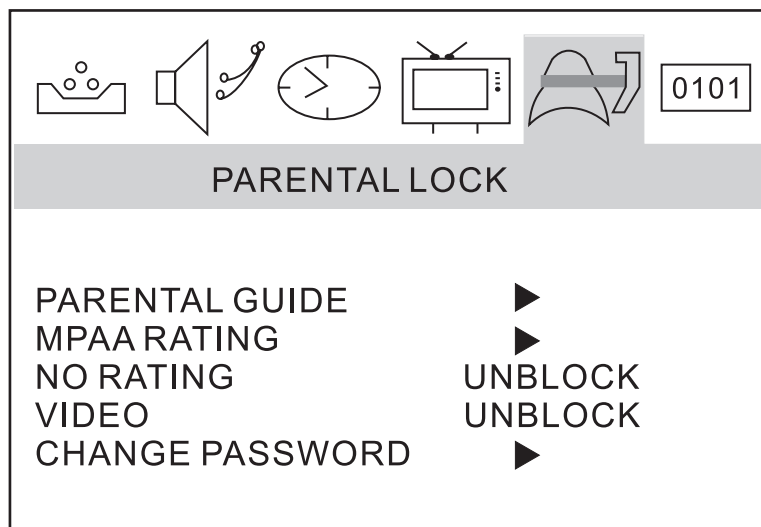 0101
PARENTAL LOCK
PARENTAL GUIDE ▶
MPAA RATING ▶
NO RATING UNBLOCK
VIDEO UNBLOCK
CHANGE PASSWORD ▶